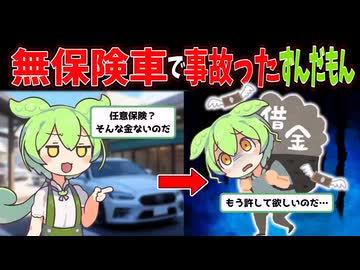 無保険車で事故ったずんだもん
任意保険？
そんな金ないのだ
借金
もう許して欲しいのだ…